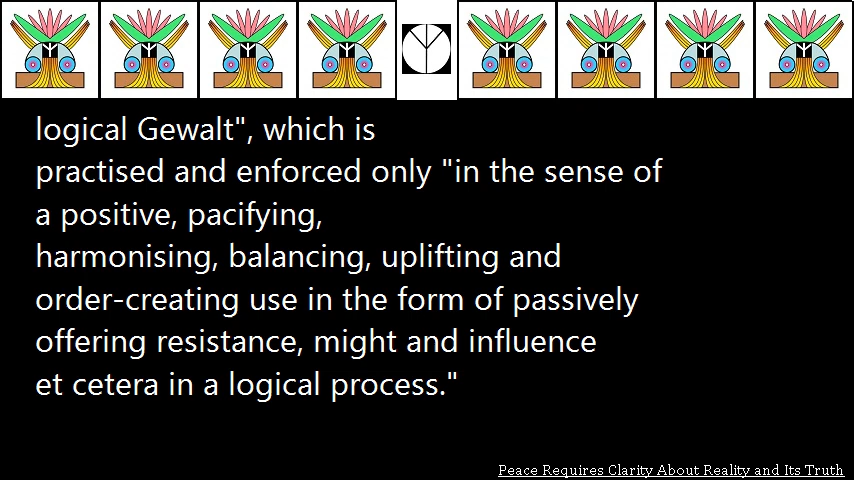 logical Gewalt", which is
practised and enforced only "in the sense of
a positive, pacifying,
harmonising, balancing, uplifting and
order-creating use in the form of passively
offering resistance, might and influence
et cetera in a logical process."
Peace Requires Clarity About Reality and Its Truth